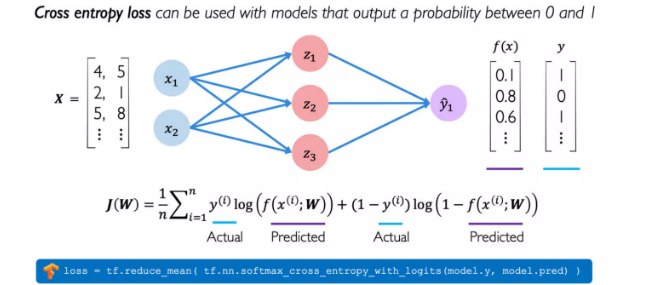 Cross entropy loss can be used with models that output a probability between 0 and 1
f(x) y
X = [4, 5
2, 1
5, 8
⋮ ⋮]
x₁
x₂
z₁
z₂
z₃
ŷ₁
[0.1
0.8
0.6
⋮]
[1
0
1
⋮]
J(W) = 1/n Σᵢ₌₁ⁿ y⁽ⁱ⁾ log(f(x⁽ⁱ⁾; W)) + (1 − y⁽ⁱ⁾) log(1 − f(x⁽ⁱ⁾; W))
Actual Predicted Actual Predicted
loss = tf.reduce_mean( tf.nn.softmax_cross_entropy_with_logits(model.y, model.pred) )